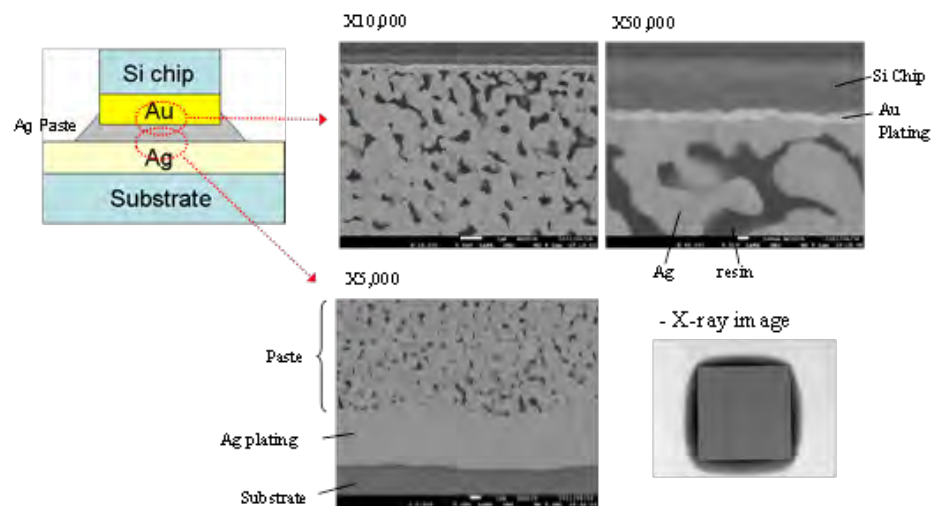 X10,000
X50,000
Si chip
Au
Ag Paste
Ag
Substrate
Si Chip
Au
Plating
Ag
resin
X5,000
- X-ray image
Paste
Ag plating
Substrate